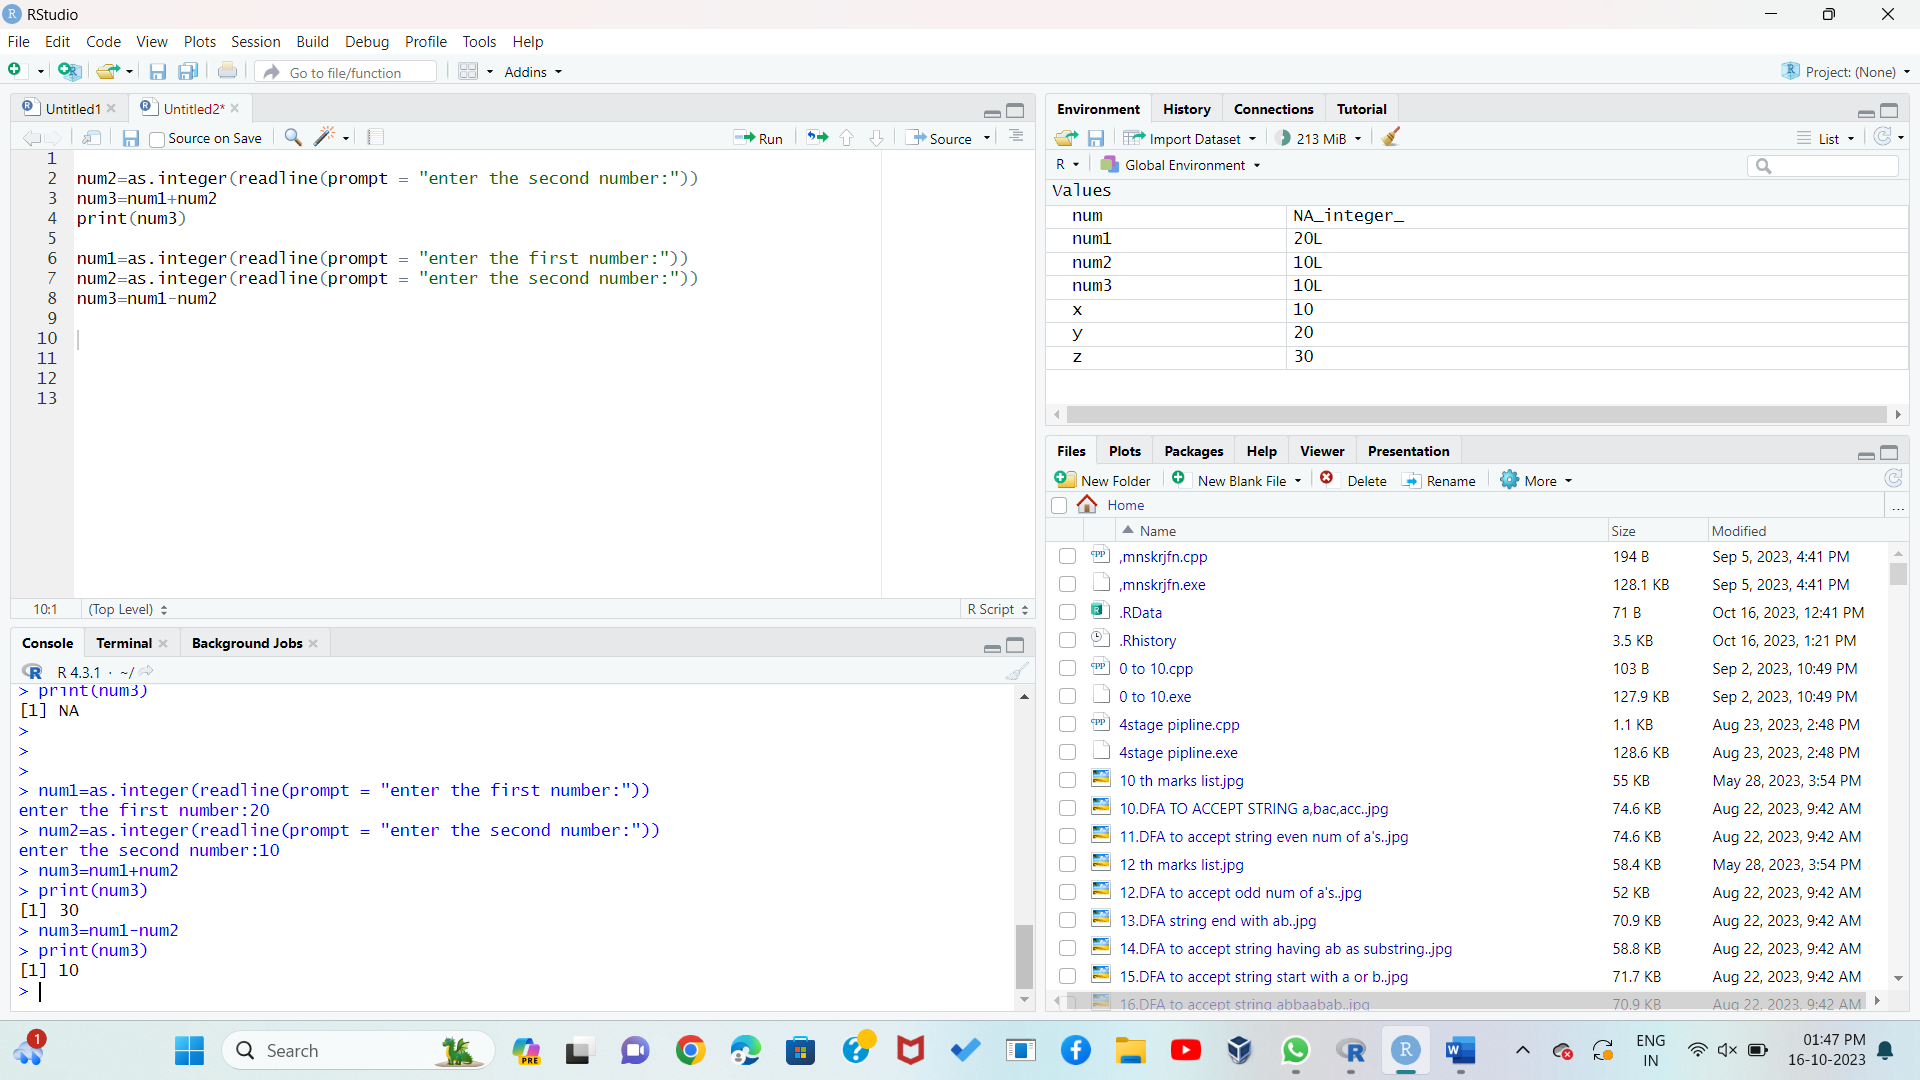 RStudio
File Edit Code View Plots Session Build Debug Profile Tools Help
Go to file/function Addins Project: (None)
Untitled1 Untitled2*
Source on Save Run Source
1
2 num2=as.integer(readline(prompt = "enter the second number:"))
3 num3=num1+num2
4 print(num3)
5
6 num1=as.integer(readline(prompt = "enter the first number:"))
7 num2=as.integer(readline(prompt = "enter the second number:"))
8 num3=num1-num2
9
10
11
12
13
10:1 (Top Level) R Script
Console Terminal Background Jobs
R 4.3.1 · ~/
> print(num3)
[1] NA
>
>
>
> num1=as.integer(readline(prompt = "enter the first number:"))
enter the first number:20
> num2=as.integer(readline(prompt = "enter the second number:"))
enter the second number:10
> num3=num1+num2
> print(num3)
[1] 30
> num3=num1-num2
> print(num3)
[1] 10
>
Environment History Connections Tutorial
Import Dataset 213 MiB List
R Global Environment
Values
num NA_integer_
num1 20L
num2 10L
num3 10L
x 10
y 20
z 30
Files Plots Packages Help Viewer Presentation
New Folder New Blank File Delete Rename More
Home ...
Name Size Modified
,mnskrjfn.cpp 194 B Sep 5, 2023, 4:41 PM
,mnskrjfn.exe 128.1 KB Sep 5, 2023, 4:41 PM
.RData 71 B Oct 16, 2023, 12:41 PM
.Rhistory 3.5 KB Oct 16, 2023, 1:21 PM
0 to 10.cpp 103 B Sep 2, 2023, 10:49 PM
0 to 10.exe 127.9 KB Sep 2, 2023, 10:49 PM
4stage pipline.cpp 1.1 KB Aug 23, 2023, 2:48 PM
4stage pipline.exe 128.6 KB Aug 23, 2023, 2:48 PM
10 th marks list.jpg 55 KB May 28, 2023, 3:54 PM
10.DFA TO ACCEPT STRING a,bac,acc..jpg 74.6 KB Aug 22, 2023, 9:42 AM
11.DFA to accept string even num of a's..jpg 74.6 KB Aug 22, 2023, 9:42 AM
12 th marks list.jpg 58.4 KB May 28, 2023, 3:54 PM
12.DFA to accept odd num of a's..jpg 52 KB Aug 22, 2023, 9:42 AM
13.DFA string end with ab..jpg 70.9 KB Aug 22, 2023, 9:42 AM
14.DFA to accept string having ab as substring..jpg 58.8 KB Aug 22, 2023, 9:42 AM
15.DFA to accept string start with a or b..jpg 71.7 KB Aug 22, 2023, 9:42 AM
16.DFA to accept string abbaabab..jpg 70.9 KB Aug 22, 2023, 9:42 AM
1 Search PRE ENG
IN
01:47 PM
16-10-2023